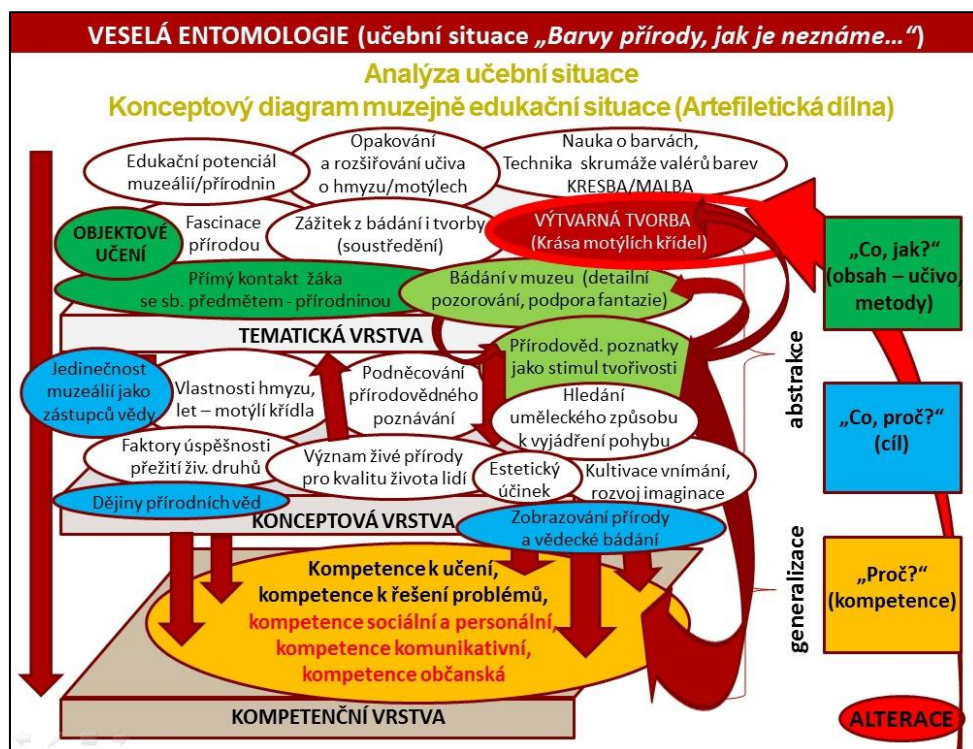 VESELÁ ENTOMOLOGIE (učební situace „Barvy přírody, jak je neznáme…“)
Analýza učební situace
Konceptový diagram muzejně edukační situace (Artefiletická dílna)
Edukační potenciál
muzeálií/přírodnin
Opakování
a rozšiřování učiva
o hmyzu/motýlech
Nauka o barvách,
Technika skrumáže valérů barev
KRESBA/MALBA
OBJEKTOVÉ
UČENÍ
Fascinace
přírodou
Zážitek z bádání i tvorby
(soustředění)
VÝTVARNÁ TVORBA
(Krása motýlích křídel)
Přímý kontakt žáka
se sb. předmětem - přírodninou
Bádání v muzeu (detailní
pozorování, podpora fantazie)
TEMATICKÁ VRSTVA
Jedinečnost
muzeálií jako
zástupců vědy
Vlastnosti hmyzu,
let – motýlí křídla
Podněcování
přírodovědného
poznávání
Přírodověd. poznatky
jako stimul tvořivosti
Hledání
uměleckého způsobu
k vyjádření pohybu
Faktory úspěšnosti
přežití živ. druhů
Význam živé přírody
pro kvalitu života lidí
Estetický
účinek
Kultivace vnímání,
rozvoj imaginace
Dějiny přírodních věd
KONCEPTOVÁ VRSTVA
Zobrazování přírody
a vědecké bádání
Kompetence k učení,
kompetence k řešení problémů,
kompetence sociální a personální,
kompetence komunikativní,
kompetence občanská
KOMPETENČNÍ VRSTVA
abstrakce
generalizace
„Co, jak?“
(obsah – učivo,
metody)
„Co, proč?“
(cíl)
„Proč?“
(kompetence)
ALTERACE